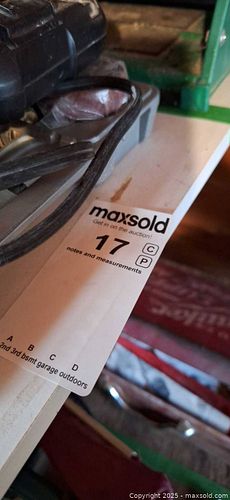 maxsold
Get in on the auction!
17
C
P
notes and measurements
A B C D
2nd 3rd bsmt garage outdoors
Copyright 2025 - maxsold.com